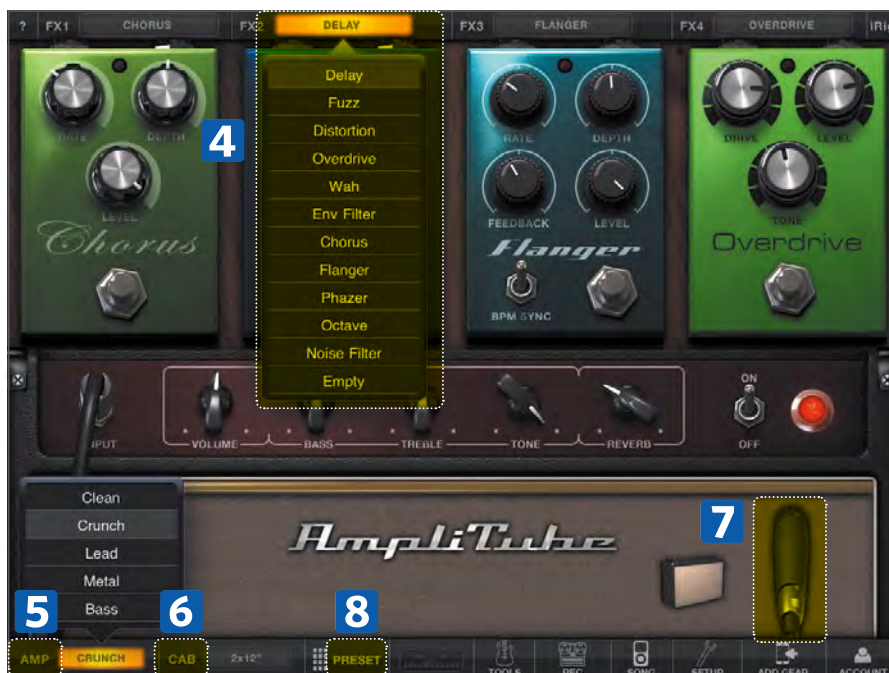 ? FX1 CHORUS FX2 DELAY FX3 FLANGER FX4 OVERDRIVE
RATE DEPTH
LEVEL
Chorus
4
Delay
Fuzz
Distortion
Overdrive
Wah
Env Filter
Chorus
Flanger
Phazer
Octave
Noise Filter
Empty
RATE DEPTH
FEEDBACK LEVEL
Flanger
BPM SYNC
DRIVE LEVEL
TONE
Overdrive
VOLUME BASS TREBLE TONE REVERB
ON
OFF
AmpliTube
7
Clean
Crunch
Lead
Metal
Bass
5 6 8
AMP CRUNCH CAB 2x12" PRESET
TOOLS REC SONG SETUP ADD GEAR ACCOUNT